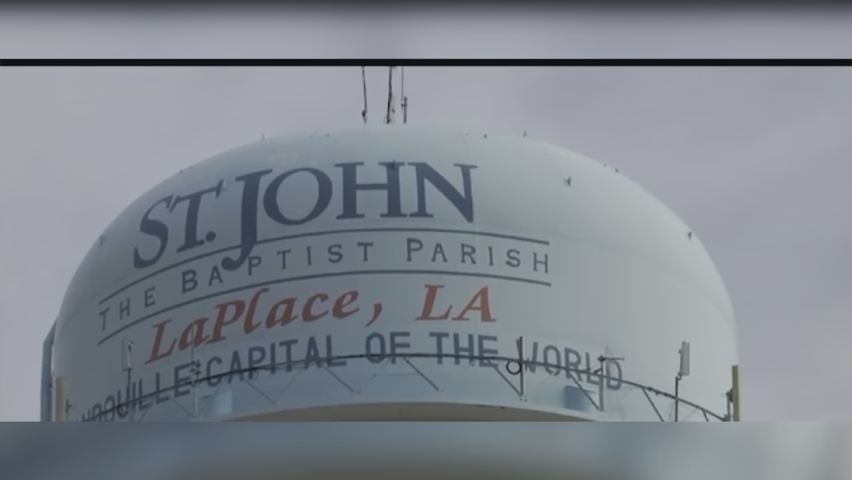 ST. JOHN
THE BAPTIST PARISH
LaPlace, LA
CAPITAL OF THE WORLD